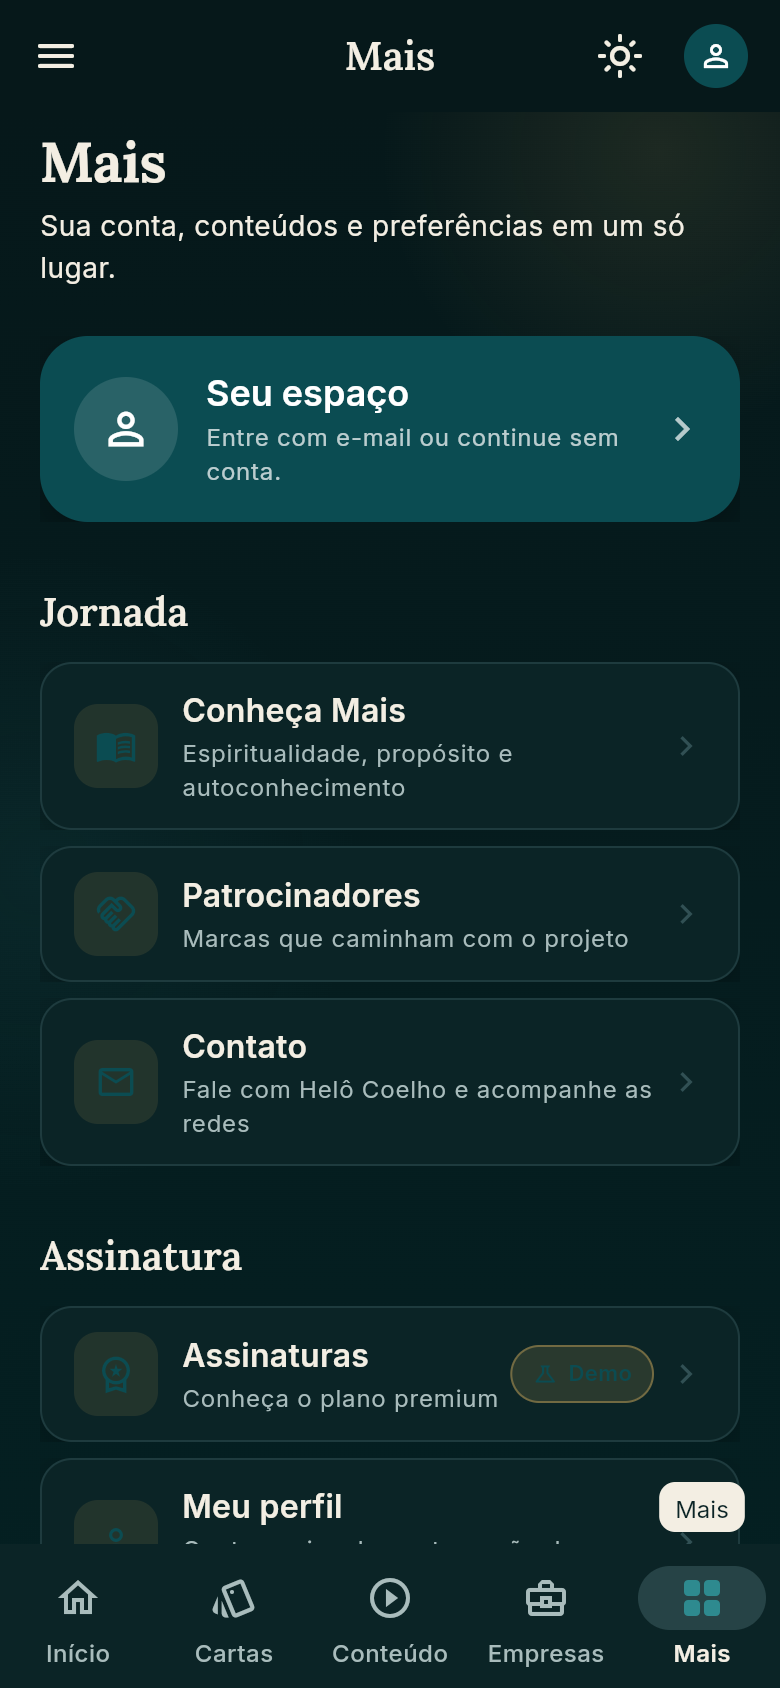 Mais
Mais
Sua conta, conteúdos e preferências em um só
lugar.
Seu espaço
Entre com e-mail ou continue sem
conta.
Jornada
Conheça Mais
Espiritualidade, propósito e
autoconhecimento
Patrocinadores
Marcas que caminham com o projeto
Contato
Fale com Helô Coelho e acompanhe as
redes
Assinatura
Assinaturas
Conheça o plano premium
Demo
Meu perfil
Mais
Início
Cartas
Conteúdo
Empresas
Mais